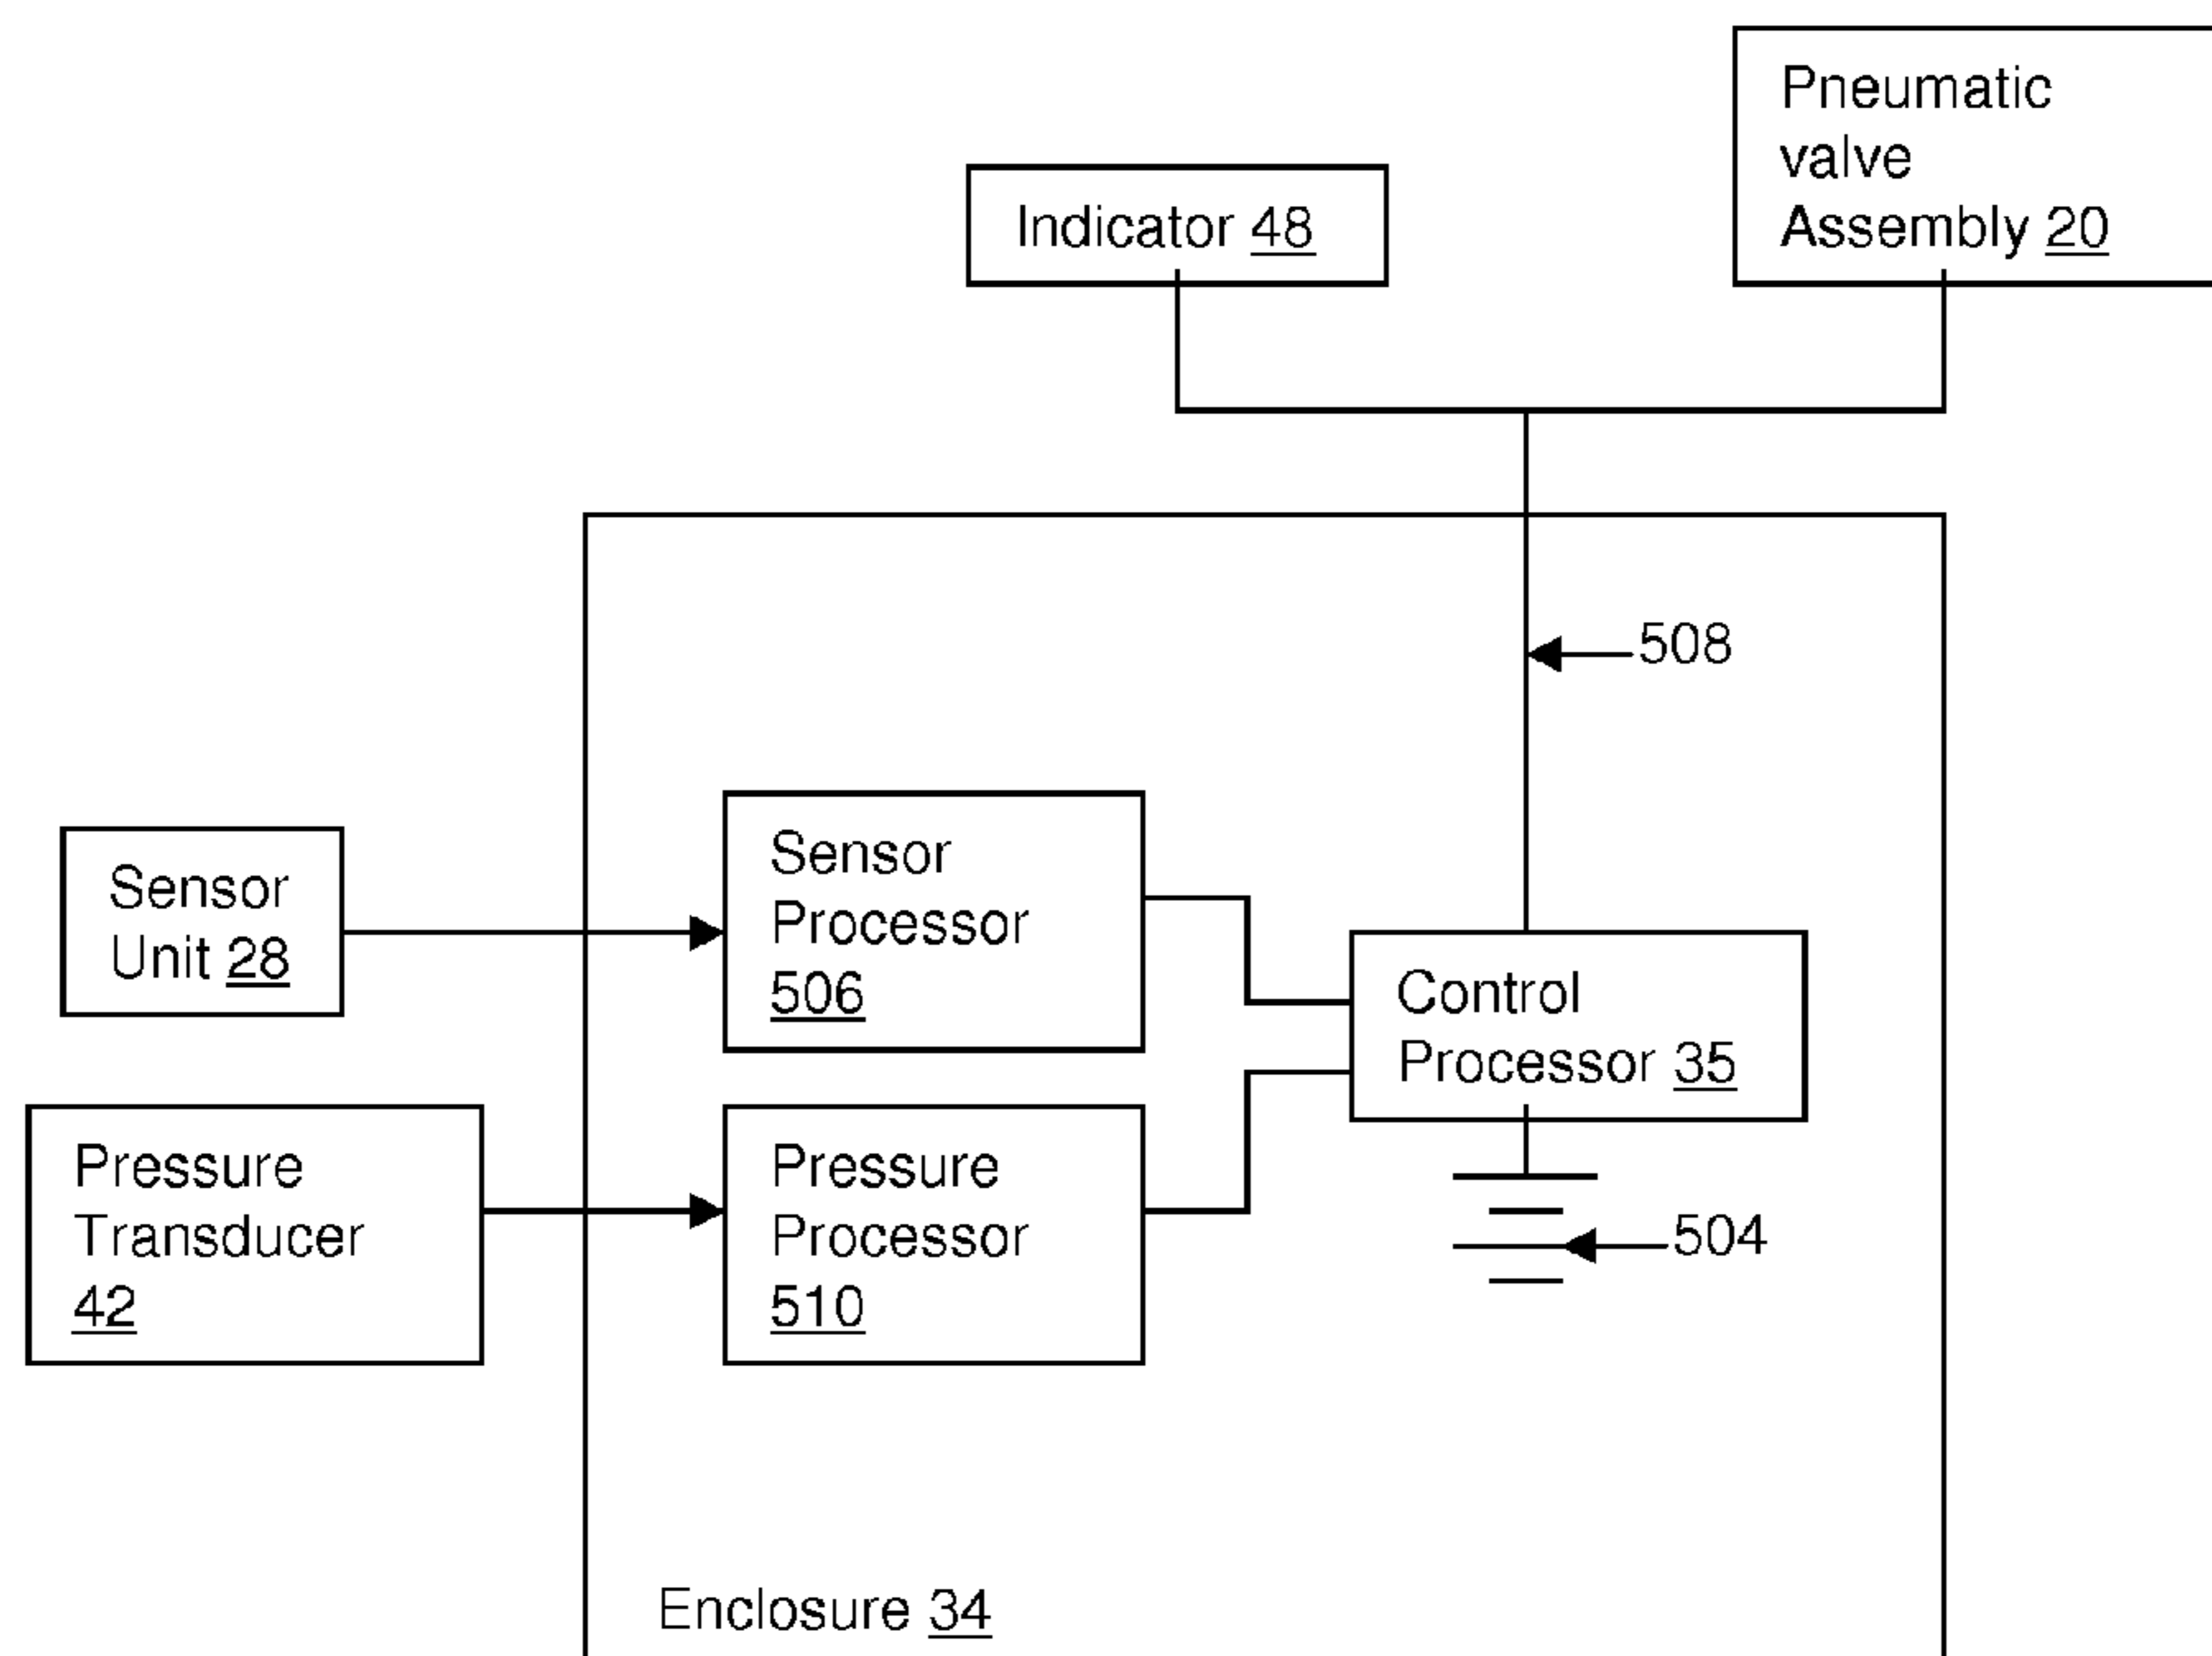 Pneumatic
valve
Assembly 20
Indicator 48
508
Sensor
Processor
506
Sensor
Unit 28
Control
Processor 35
Pressure
Transducer
42
Pressure
Processor
510
504
Enclosure 34